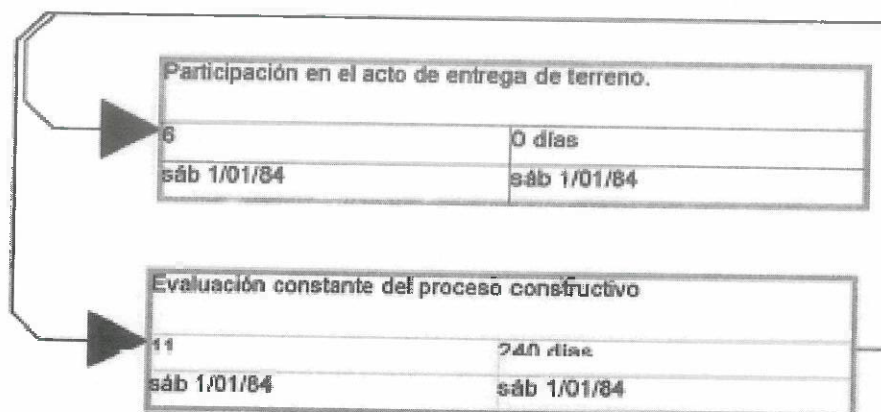 Participación en el acto de entrega de terreno.
6 0 días
sáb 1/01/84 sáb 1/01/84
Evaluación constante del proceso constructivo
11 240 dias
sáb 1/01/84 sáb 1/01/84